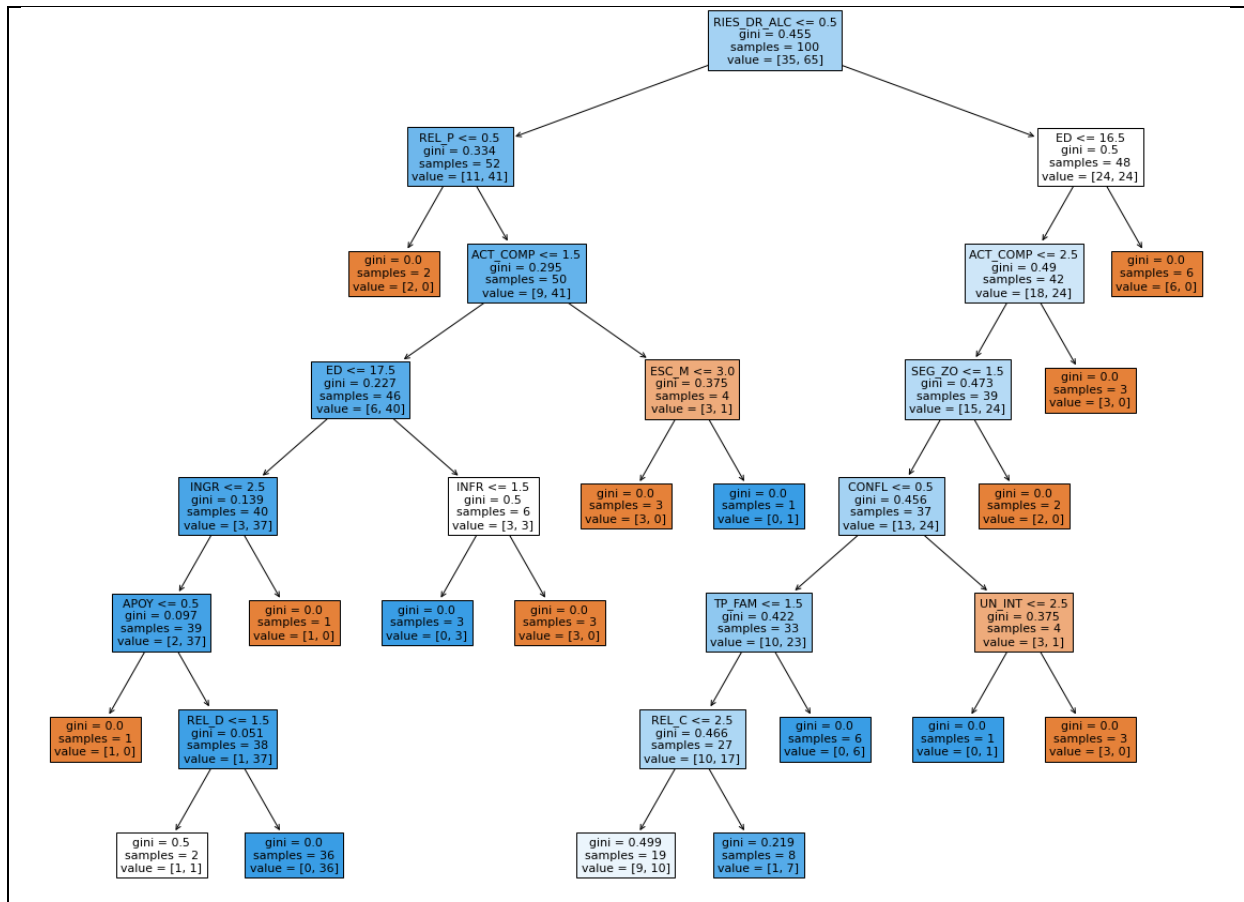 RIES_DR_ALC <= 0.5
gini = 0.455
samples = 100
value = [35, 65]
REL_P <= 0.5
gini = 0.334
samples = 52
value = [11, 41]
ED <= 16.5
gini = 0.5
samples = 48
value = [24, 24]
gini = 0.0
samples = 2
value = [2, 0]
ACT_COMP <= 1.5
gini = 0.295
samples = 50
value = [9, 41]
ACT_COMP <= 2.5
gini = 0.49
samples = 42
value = [18, 24]
gini = 0.0
samples = 6
value = [6, 0]
ED <= 17.5
gini = 0.227
samples = 46
value = [6, 40]
ESC_M <= 3.0
gini = 0.375
samples = 4
value = [3, 1]
SEG_ZO <= 1.5
gini = 0.473
samples = 39
value = [15, 24]
gini = 0.0
samples = 3
value = [3, 0]
INGR <= 2.5
gini = 0.139
samples = 40
value = [3, 37]
INFR <= 1.5
gini = 0.5
samples = 6
value = [3, 3]
gini = 0.0
samples = 3
value = [3, 0]
gini = 0.0
samples = 1
value = [0, 1]
CONFL <= 0.5
gini = 0.456
samples = 37
value = [13, 24]
gini = 0.0
samples = 2
value = [2, 0]
APOY <= 0.5
gini = 0.097
samples = 39
value = [2, 37]
gini = 0.0
samples = 1
value = [1, 0]
gini = 0.0
samples = 3
value = [0, 3]
gini = 0.0
samples = 3
value = [3, 0]
TP_FAM <= 1.5
gini = 0.422
samples = 33
value = [10, 23]
UN_INT <= 2.5
gini = 0.375
samples = 4
value = [3, 1]
gini = 0.0
samples = 1
value = [1, 0]
REL_D <= 1.5
gini = 0.051
samples = 38
value = [1, 37]
REL_C <= 2.5
gini = 0.466
samples = 27
value = [10, 17]
gini = 0.0
samples = 6
value = [0, 6]
gini = 0.0
samples = 1
value = [0, 1]
gini = 0.0
samples = 3
value = [3, 0]
gini = 0.5
samples = 2
value = [1, 1]
gini = 0.0
samples = 36
value = [0, 36]
gini = 0.499
samples = 19
value = [9, 10]
gini = 0.219
samples = 8
value = [1, 7]